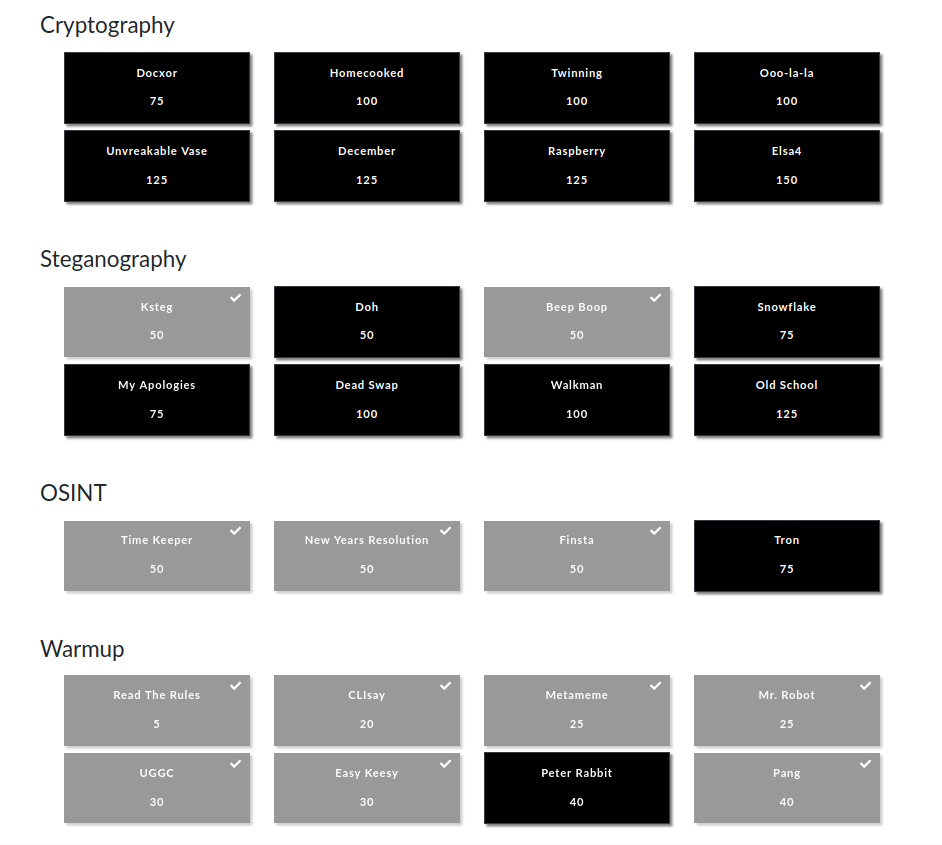 Cryptography
Docxor Homecooked Twinning Ooo-la-la
75 100 100 100
Unvreakable Vase December Raspberry Elsa4
125 125 125 150
Steganography
Ksteg Doh Beep Boop Snowflake
50 50 50 75
My Apologies Dead Swap Walkman Old School
75 100 100 125
OSINT
Time Keeper New Years Resolution Finsta Tron
50 50 50 75
Warmup
Read The Rules CLIsay Metameme Mr. Robot
5 20 25 25
UGGC Easy Keesy Peter Rabbit Pang
30 30 40 40